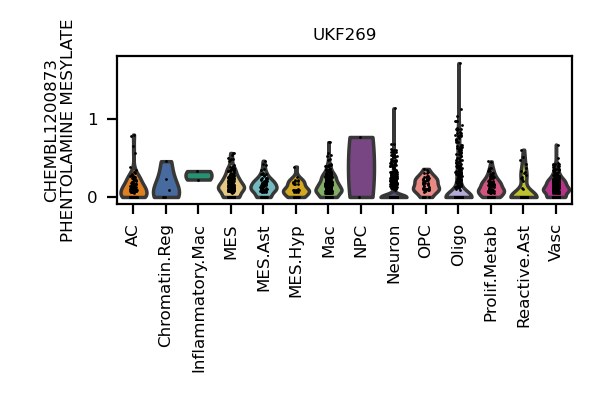 UKF269
CHEMBL1200873
PHENTOLAMINE MESYLATE
1
0
AC
Chromatin.Reg
Inflammatory.Mac
MES
MES.Ast
MES.Hyp
Mac
NPC
Neuron
OPC
Oligo
Prolif.Metab
Reactive.Ast
Vasc